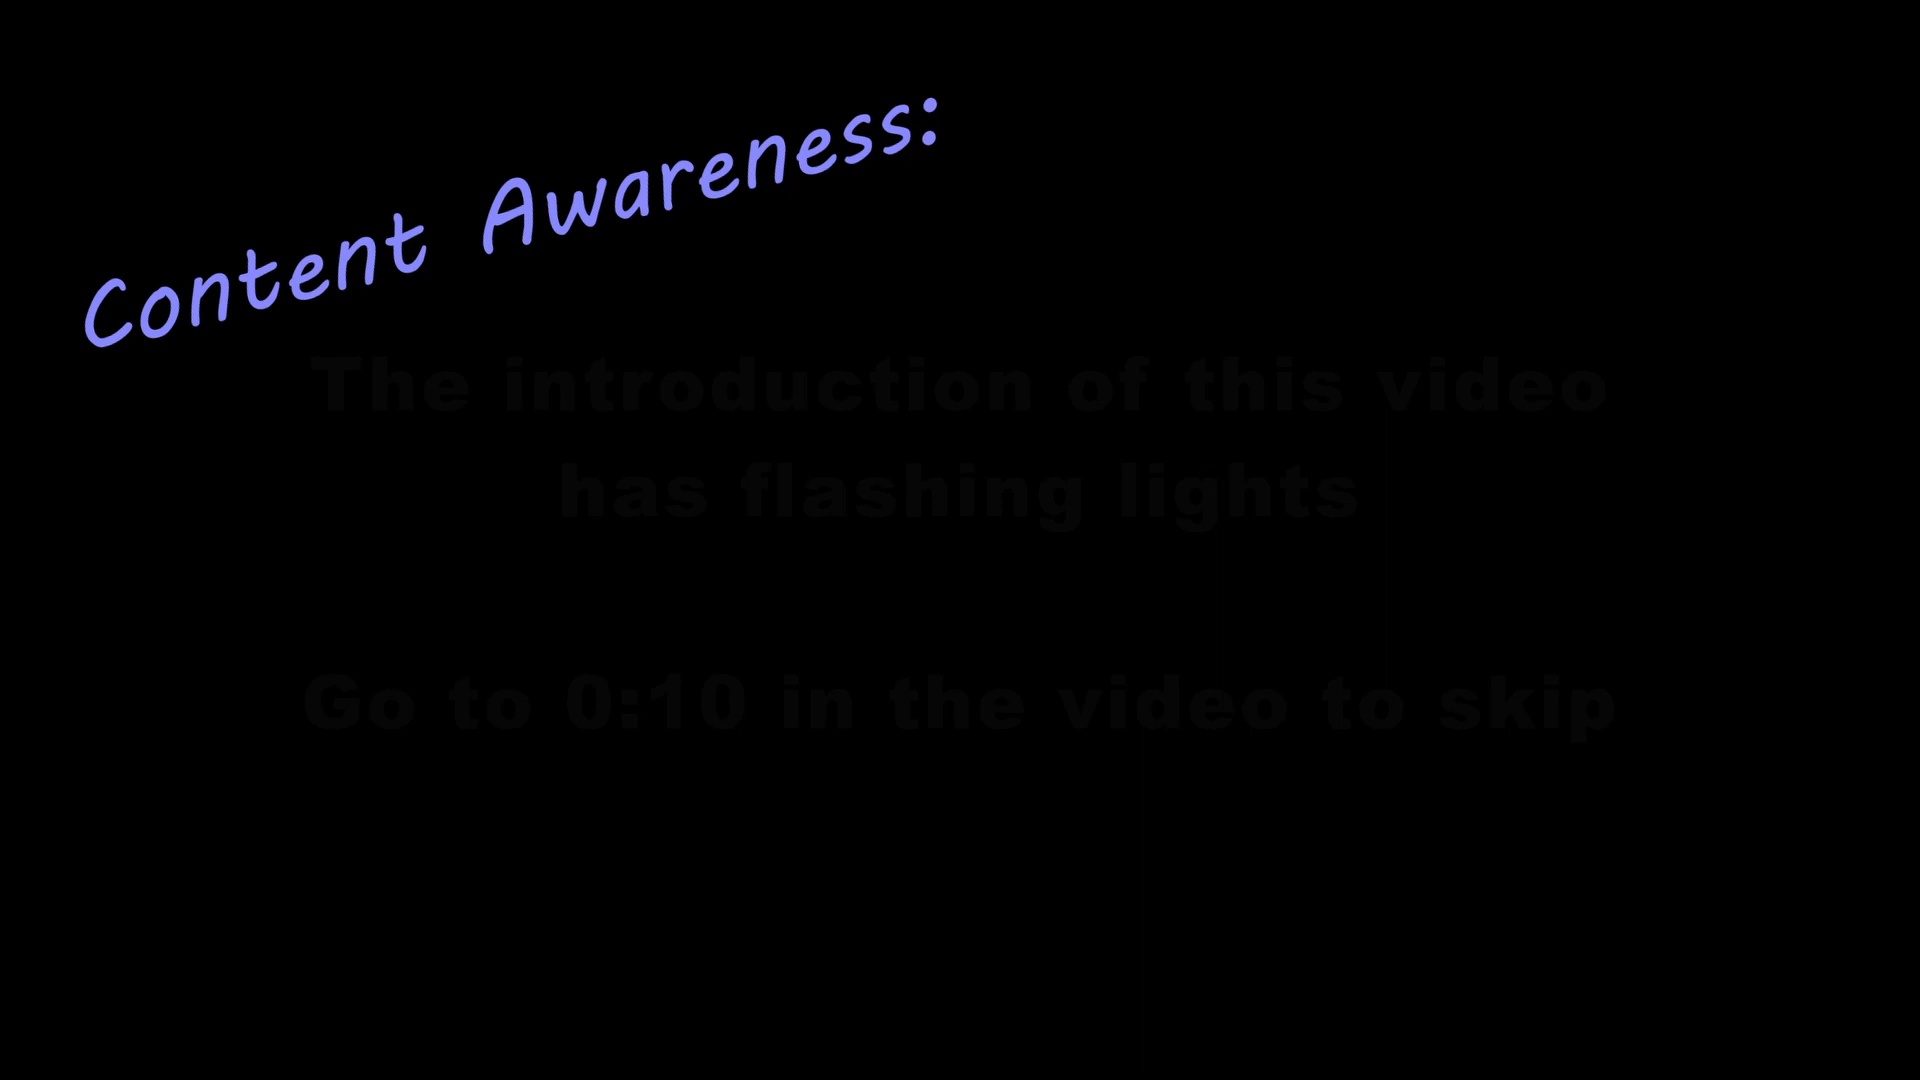 Content Awareness:
The introduction of this video
has flashing lights
Go to 0:10 in the video to skip